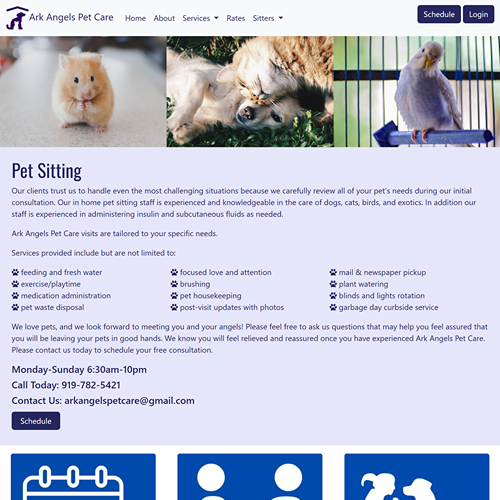 Ark Angels Pet Care Home About Services Rates Sitters Schedule Login
Pet Sitting
Our clients trust us to handle even the most challenging situations because we carefully review all of your pet's needs during our initial
consultation. Our in home pet sitting staff is experienced and knowledgeable in the care of dogs, cats, birds, and exotics. In addition our
staff is experienced in administering insulin and subcutaneous fluids as needed.
Ark Angels Pet Care visits are tailored to your specific needs.
Services provided include but are not limited to:
feeding and fresh water focused love and attention mail & newspaper pickup
exercise/playtime brushing plant watering
medication administration pet housekeeping blinds and lights rotation
pet waste disposal post-visit updates with photos garbage day curbside service
We love pets, and we look forward to meeting you and your angels! Please feel free to ask us questions that may help you feel assured that
you will be leaving your pets in good hands. We know you will feel relieved and reassured once you have experienced Ark Angels Pet Care.
Please contact us today to schedule your free consultation.
Monday-Sunday 6:30am-10pm
Call Today: 919-782-5421
Contact Us: arkangelspetcare@gmail.com
Schedule